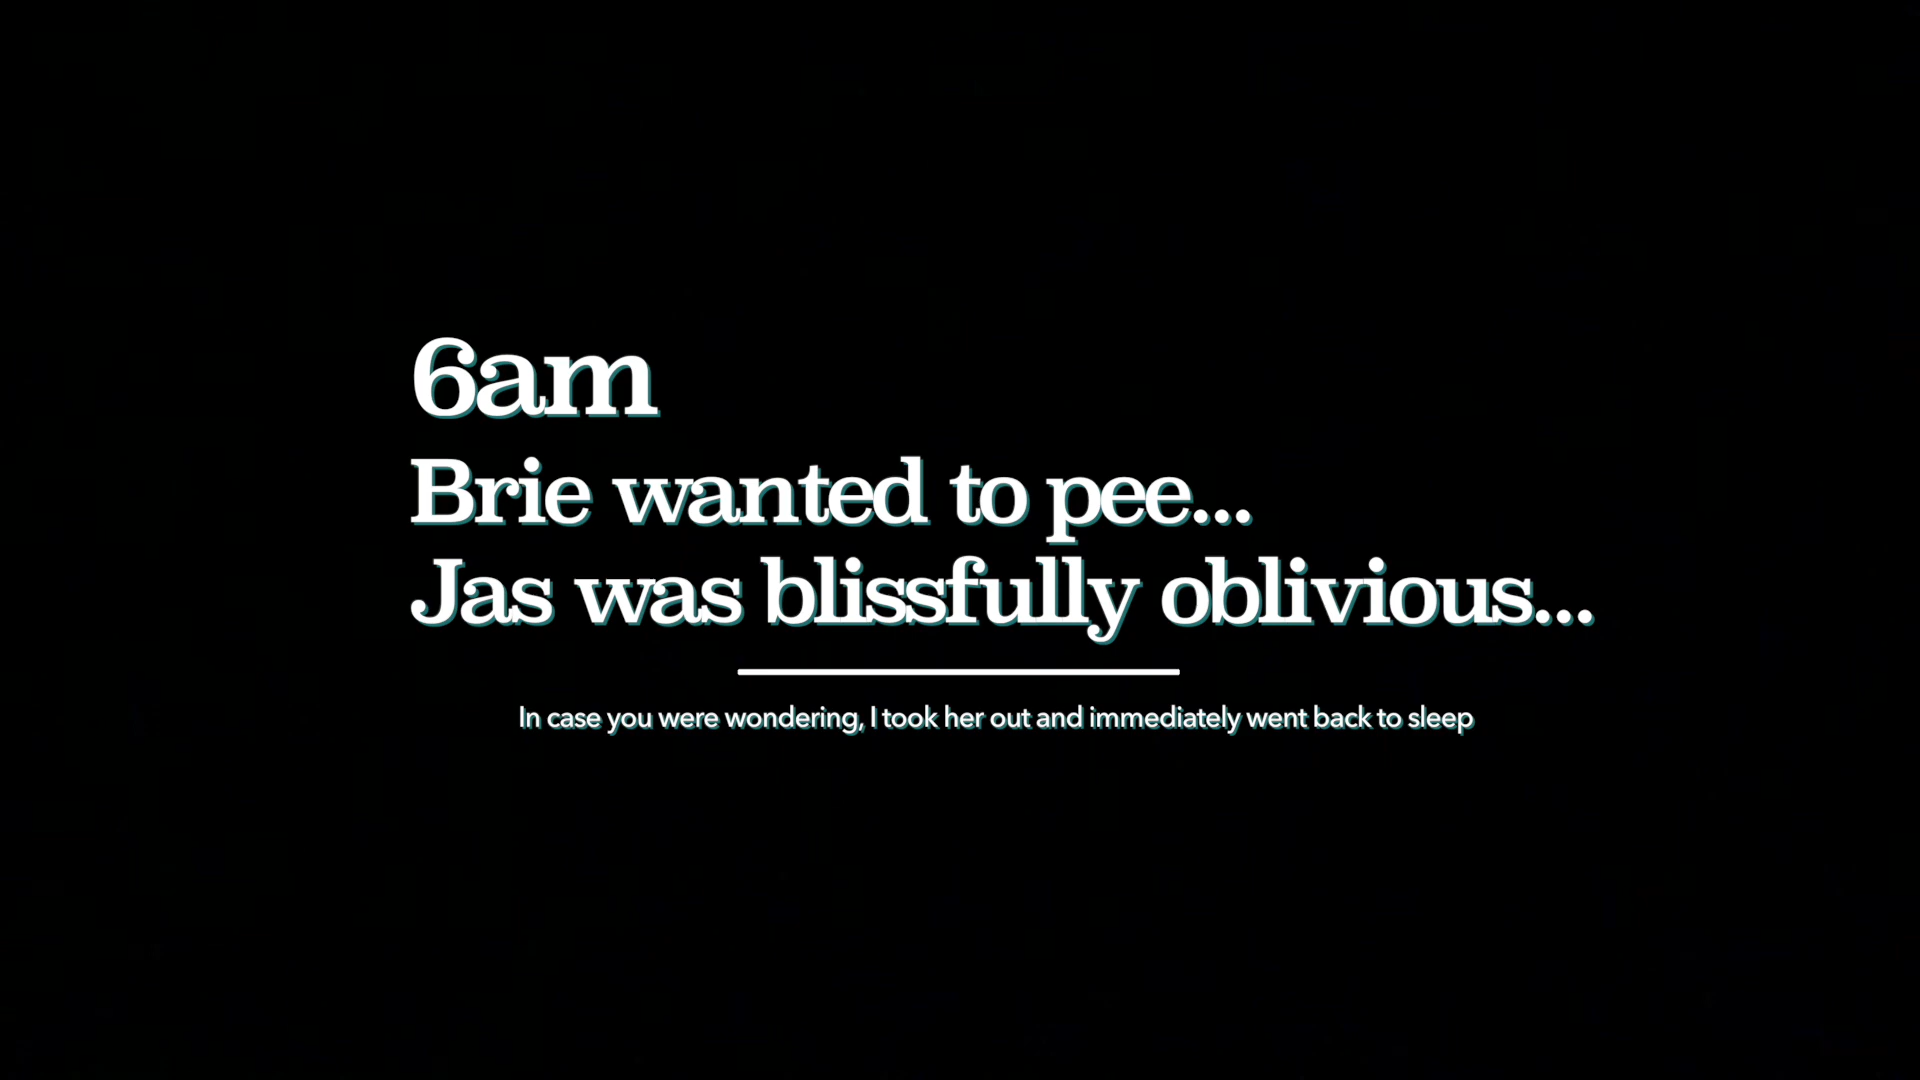 6am
Brie wanted to pee...
Jas was blissfully oblivious...
In case you were wondering, I took her out and immediately went back to sleep